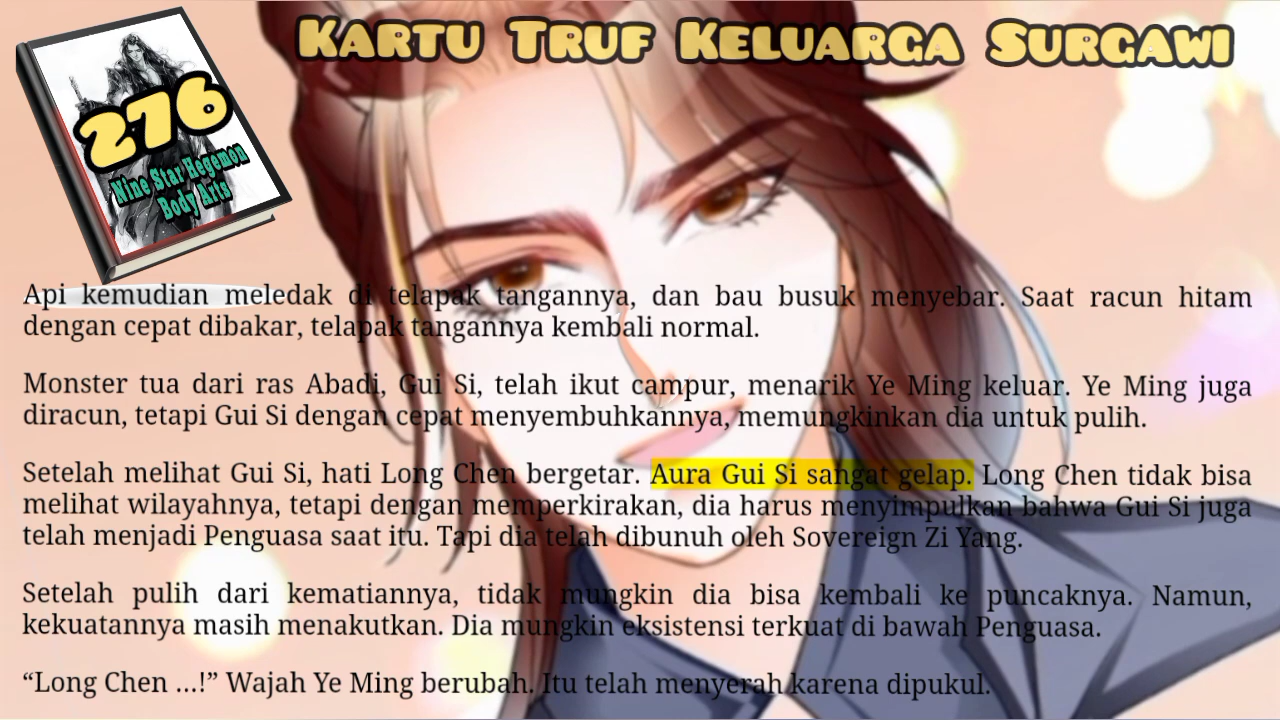 Kartu Truf Keluarga Surgawi
276
Nine Star Hegemon
Body Arts
Api kemudian meledak di telapak tangannya, dan bau busuk menyebar. Saat racun hitam
dengan cepat dibakar, telapak tangannya kembali normal.
Monster tua dari ras Abadi, Gui Si, telah ikut campur, menarik Ye Ming keluar. Ye Ming juga
diracun, tetapi Gui Si dengan cepat menyembuhkannya, memungkinkan dia untuk pulih.
Setelah melihat Gui Si, hati Long Chen bergetar. Aura Gui Si sangat gelap. Long Chen tidak bisa
melihat wilayahnya, tetapi dengan memperkirakan, dia harus menyimpulkan bahwa Gui Si juga
telah menjadi Penguasa saat itu. Tapi dia telah dibunuh oleh Sovereign Zi Yang.
Setelah pulih dari kematiannya, tidak mungkin dia bisa kembali ke puncaknya. Namun,
kekuatannya masih menakutkan. Dia mungkin eksistensi terkuat di bawah Penguasa.
“Long Chen …!” Wajah Ye Ming berubah. Itu telah menyerah karena dipukul.